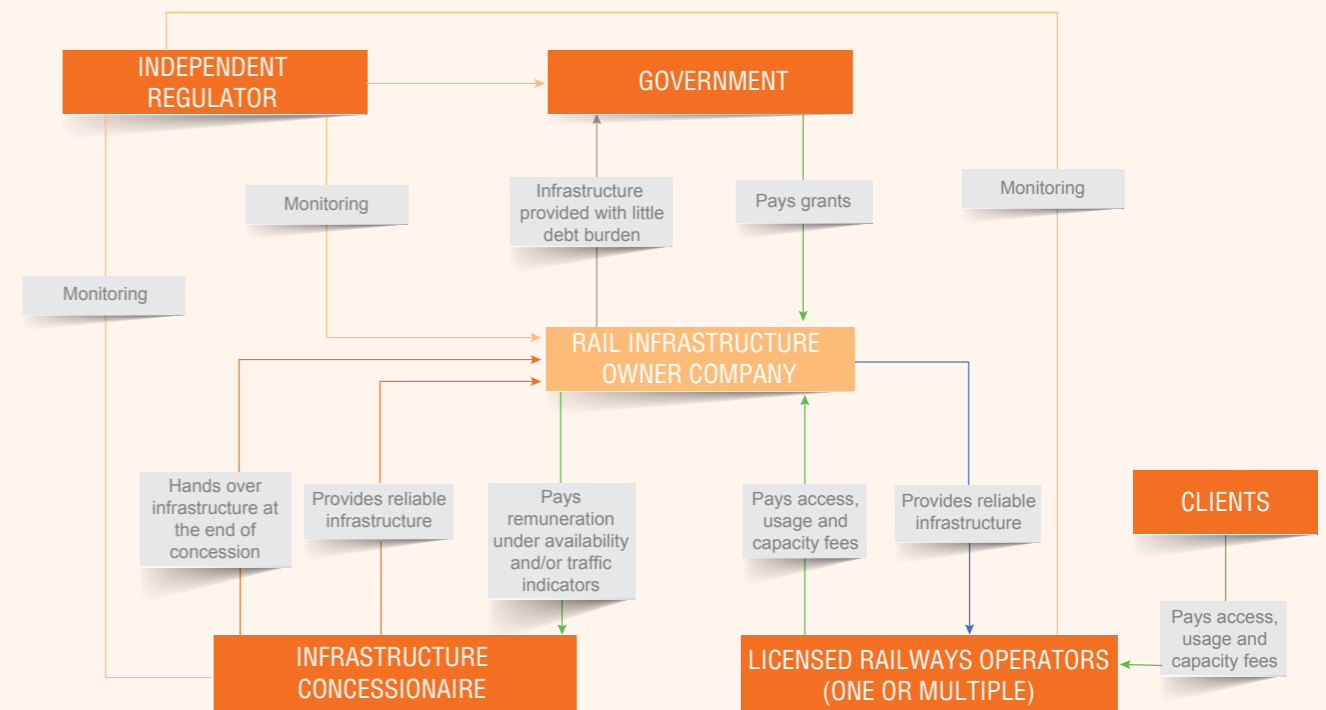 INDEPENDENT
REGULATOR
GOVERNMENT
Monitoring
Infrastructure
provided with little
debt burden
Pays grants
Monitoring
Monitoring
RAIL INFRASTRUCTURE
OWNER COMPANY
Hands over
infrastructure at
the end of
concession
Provides reliable
infrastructure
Pays
remuneration
under availability
and/or traffic
indicators
Pays access,
usage and
capacity fees
Provides reliable
infrastructure
CLIENTS
Pays access,
usage and
capacity fees
INFRASTRUCTURE
CONCESSIONAIRE
LICENSED RAILWAYS OPERATORS
(ONE OR MULTIPLE)